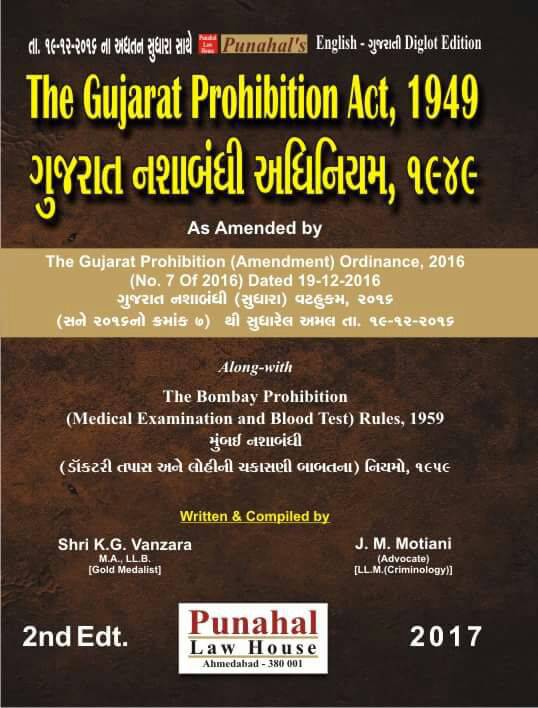 તા. ૧૯-૧૨-૨૦૧૬ ના અદ્યતન સુધારા સાથે Punahal Law House Punahal's English - ગુજરાતી Diglot Edition
The Gujarat Prohibition Act, 1949
ગુજરાત નશાબંધી અધિનિયમ, ૧૯૪૯
As Amended by
The Gujarat Prohibition (Amendment) Ordinance, 2016
(No. 7 Of 2016) Dated 19-12-2016
ગુજરાત નશાબંધી (સુધારા) વટહુકમ, ૨૦૧૬
(સને ૨૦૧૬નો ક્રમાંક ૭) થી સુધારેલ અમલ તા. ૧૯-૧૨-૨૦૧૬
Along-with
The Bombay Prohibition
(Medical Examination and Blood Test) Rules, 1959
મુંબઈ નશાબંધી
(ડૉકટરી તપાસ અને લોહીની ચકાસણી બાબતના) નિયમો, ૧૯૫૯
Written & Compiled by
Shri K.G. Vanzara
M.A., LL.B.
[Gold Medalist]
J. M. Motiani
(Advocate)
[LL.M.(Criminology)]
2nd Edt.
Punahal
Law House
Ahmedabad - 380 001
2017